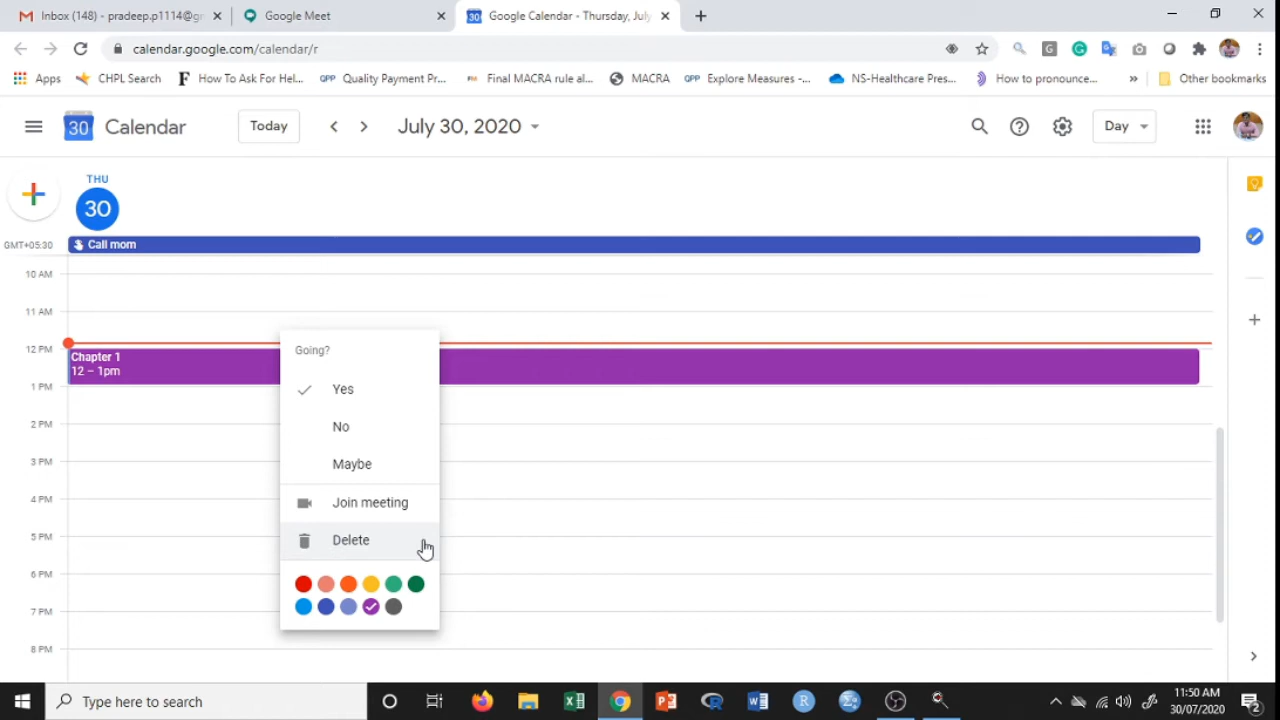 Inbox (148) - pradeep.p1114@gr
Google Meet
Google Calendar - Thursday, July
calendar.google.com/calendar/r
Apps
CHPL Search
How To Ask For Hel...
QPP
Quality Payment Pr...
Final MACRA rule al...
MACRA
QPP
Explore Measures -...
NS-Healthcare Pres...
How to pronounce...
»
Other bookmarks
30
Calendar
Today
July 30, 2020
Day
THU
30
GMT+05:30
Call mom
10 AM
11 AM
12 PM
Chapter 1
12 – 1pm
1 PM
2 PM
3 PM
4 PM
5 PM
6 PM
7 PM
8 PM
Going?
Yes
No
Maybe
Join meeting
Delete
Type here to search
11:50 AM
30/07/2020
2